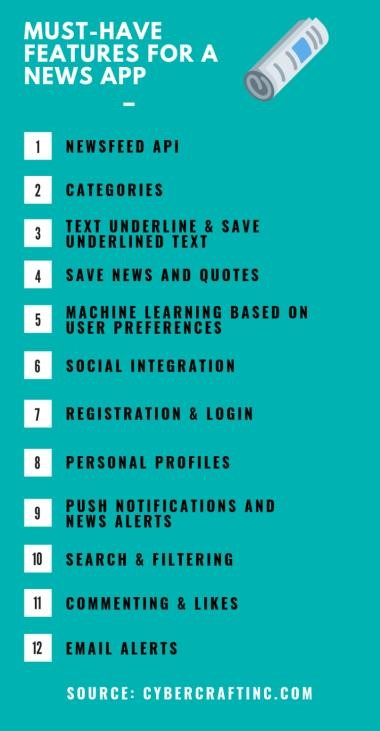 MUST-HAVE
FEATURES FOR A
NEWS APP
1 NEWSFEED API
2 CATEGORIES
3 TEXT UNDERLINE & SAVE
UNDERLINED TEXT
4 SAVE NEWS AND QUOTES
5 MACHINE LEARNING BASED ON
USER PREFERENCES
6 SOCIAL INTEGRATION
7 REGISTRATION & LOGIN
8 PERSONAL PROFILES
9 PUSH NOTIFICATIONS AND
NEWS ALERTS
10 SEARCH & FILTERING
11 COMMENTING & LIKES
12 EMAIL ALERTS
SOURCE: CYBERCRAFTINC.COM